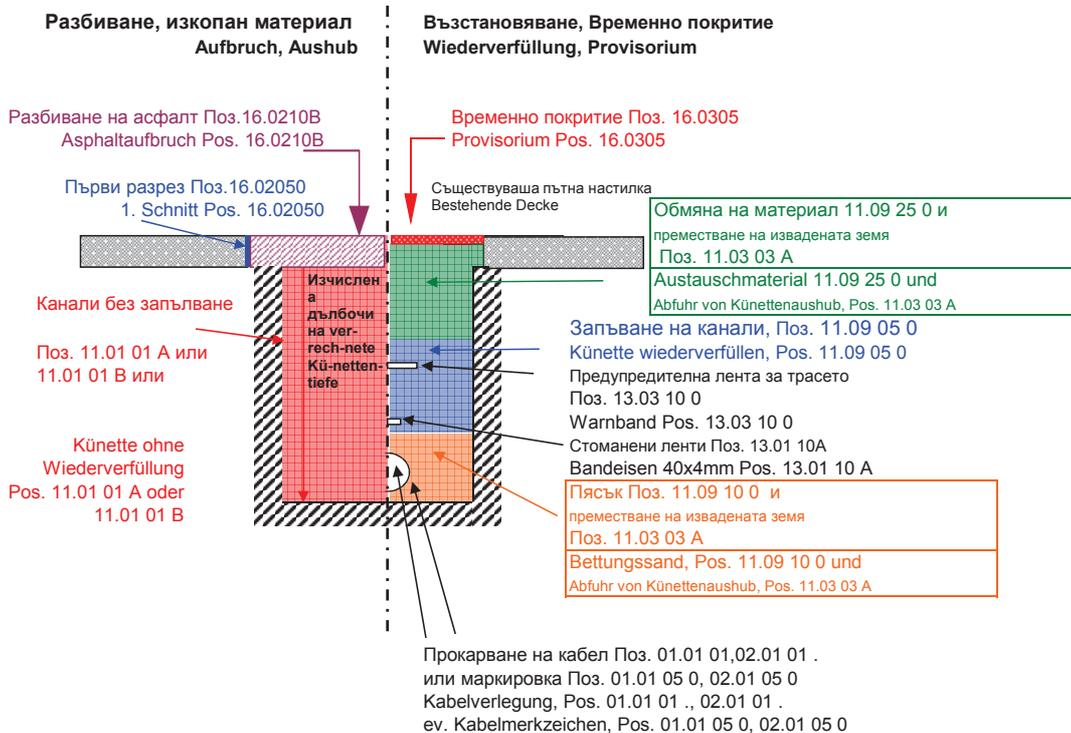 Разбиване, изкопан материал
Aufbruch, Aushub
Възстановяване, Временно покритие
Wiederverfüllung, Provisorium
Разбиване на асфалт Поз.16.0210B
Asphaltaufbruch Pos. 16.0210B
Временно покритие Поз. 16.0305
Provisorium Pos. 16.0305
Първи разрез Поз.16.02050
1. Schnitt Pos. 16.02050
Съществуваша пътна настилка
Bestehende Decke
Обмяна на материал 11.09 25 0 и
преместване на извадената земя
Поз. 11.03 03 A
Austauschmaterial 11.09 25 0 und
Abfuhr von Künettenaushub, Pos. 11.03 03 A
Канали без запълване
Поз. 11.01 01 А или
11.01 01 В или
Künette ohne
Wiederverfüllung
Pos. 11.01 01 A oder
11.01 01 B
Изчислен
а
дълбочи
на ver-
rech-nete
Kü-netten-
tiefe
Запъване на канали, Поз. 11.09 05 0
Künette wiederverfüllen, Pos. 11.09 05 0
Предупредителна лента за трасето
Поз. 13.03 10 0
Warnband Pos. 13.03 10 0
Стоманени ленти Поз. 13.01 10A
Bandeisen 40x4mm Pos. 13.01 10 A
Пясък Поз. 11.09 10 0 и
преместване на извадената земя
Поз. 11.03 03 A
Bettungssand, Pos. 11.09 10 0 und
Abfuhr von Künettenaushub, Pos. 11.03 03 A
Прокарване на кабел Поз. 01.01 01,02.01 01 .
или маркировка Поз. 01.01 05 0, 02.01 05 0
Kabelverlegung, Pos. 01.01 01 ., 02.01 01 .
ev. Kabelmerkzeichen, Pos. 01.01 05 0, 02.01 05 0